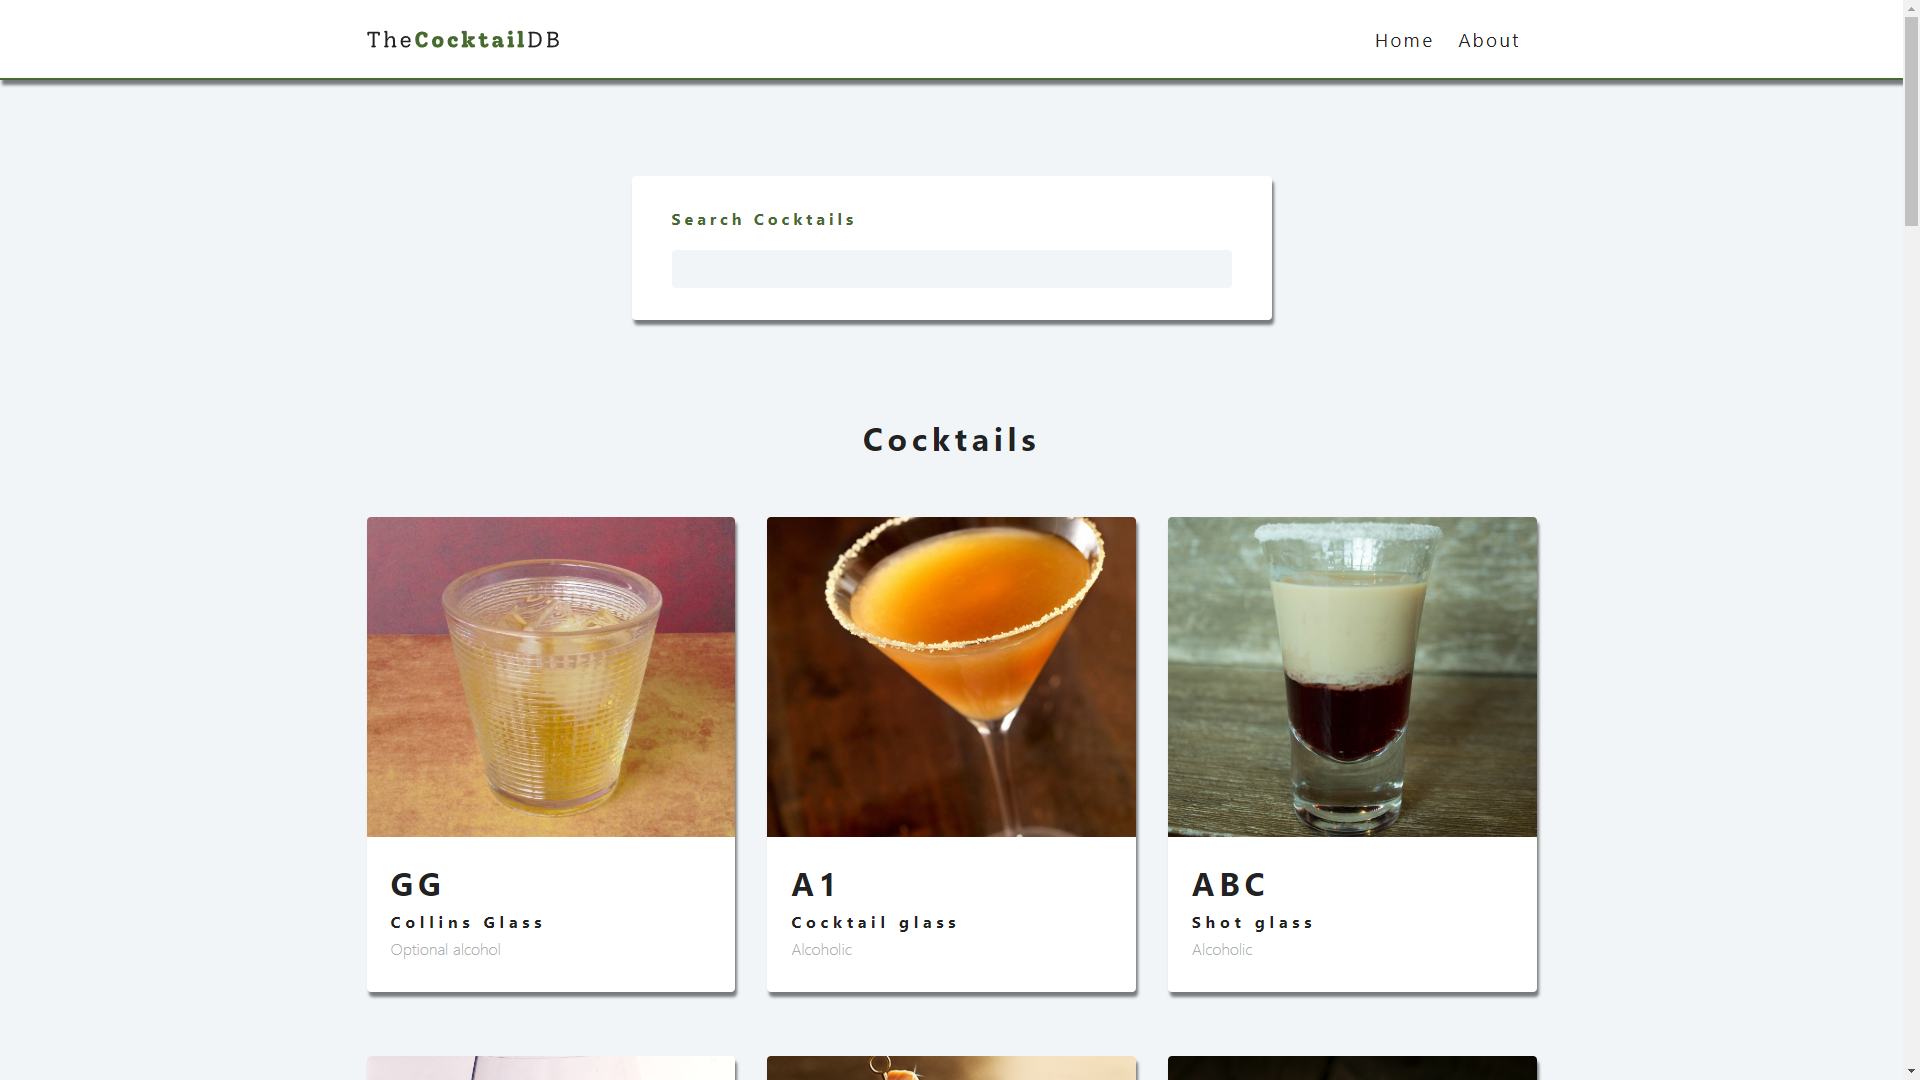 TheCocktailDB
Home About
Search Cocktails
Cocktails
GG
Collins Glass
Optional alcohol
A1
Cocktail glass
Alcoholic
ABC
Shot glass
Alcoholic